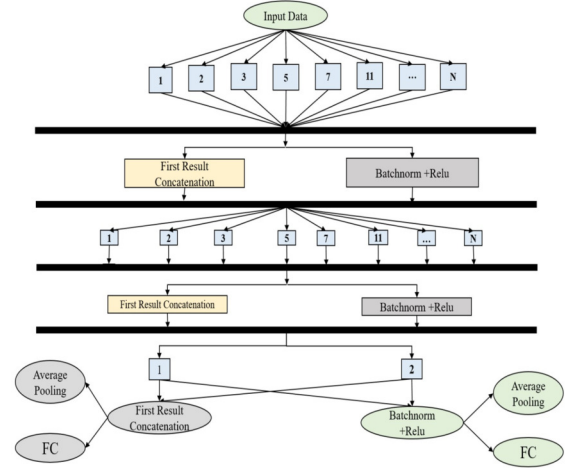 Input Data
1 2 3 5 7 11 ... N
First Result
Concatenation
Batchnorm +Relu
1 2 3 5 7 11 ... N
First Result Concatenation
Batchnorm +Relu
1 2
Average
Pooling
First Result
Concatenation
FC
Batchnorm
+Relu
Average
Pooling
FC